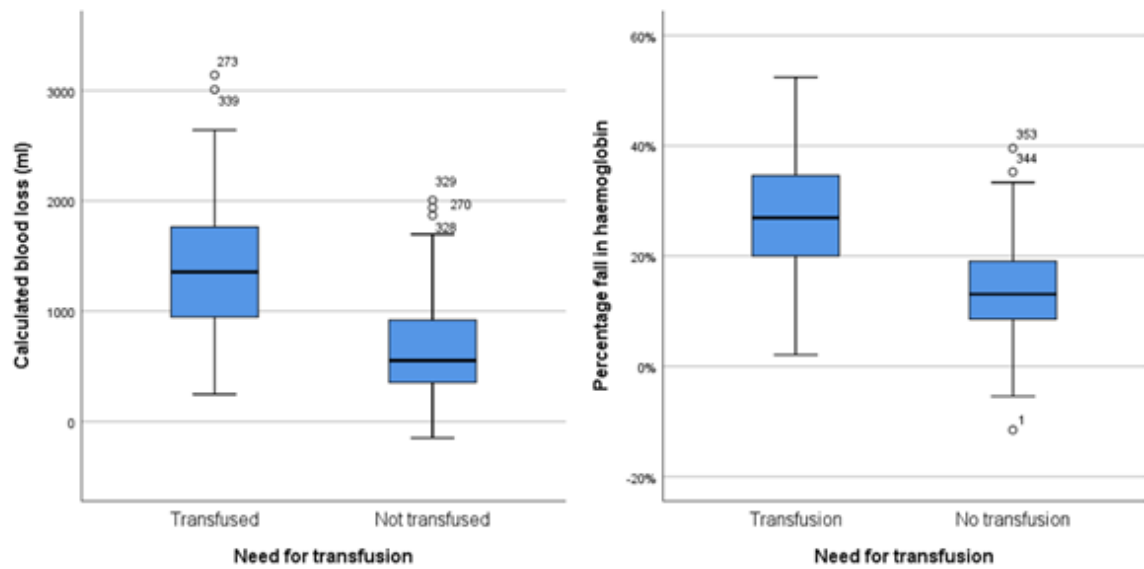 Calculated blood loss (ml)
3000
2000
1000
0
273
339
329
270
328
Transfused
Not transfused
Need for transfusion
Percentage fall in haemoglobin
60%
40%
20%
0%
-20%
353
344
1
Transfusion
No transfusion
Need for transfusion